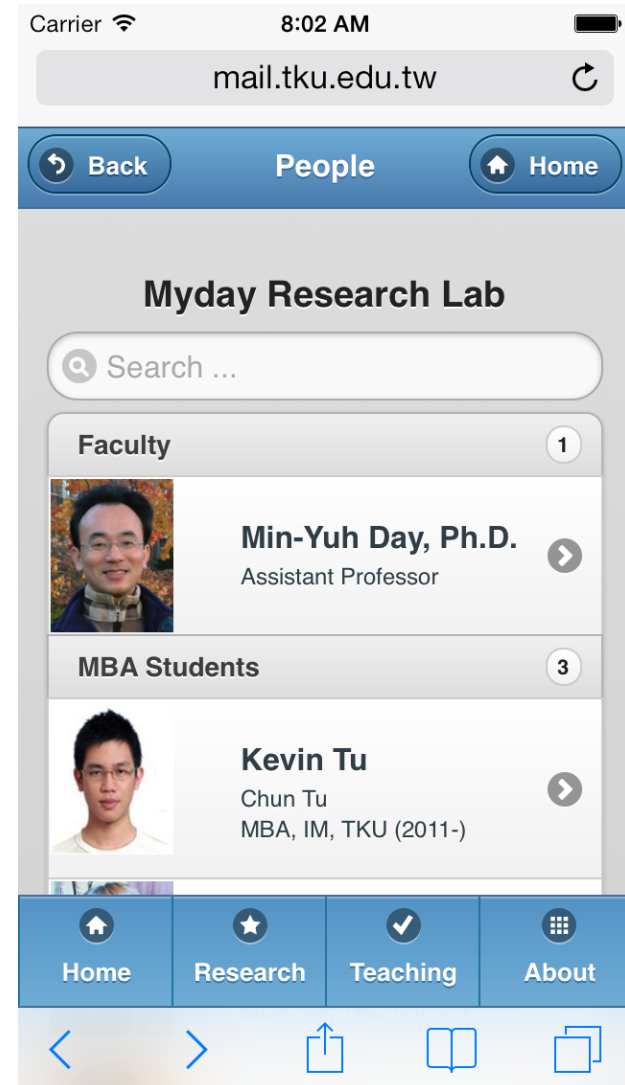 Carrier 8:02 AM
mail.tku.edu.tw
Back People Home
Myday Research Lab
Search ...
Faculty 1
Min-Yuh Day, Ph.D.
Assistant Professor
MBA Students 3
Kevin Tu
Chun Tu
MBA, IM, TKU (2011-)
Home Research Teaching About